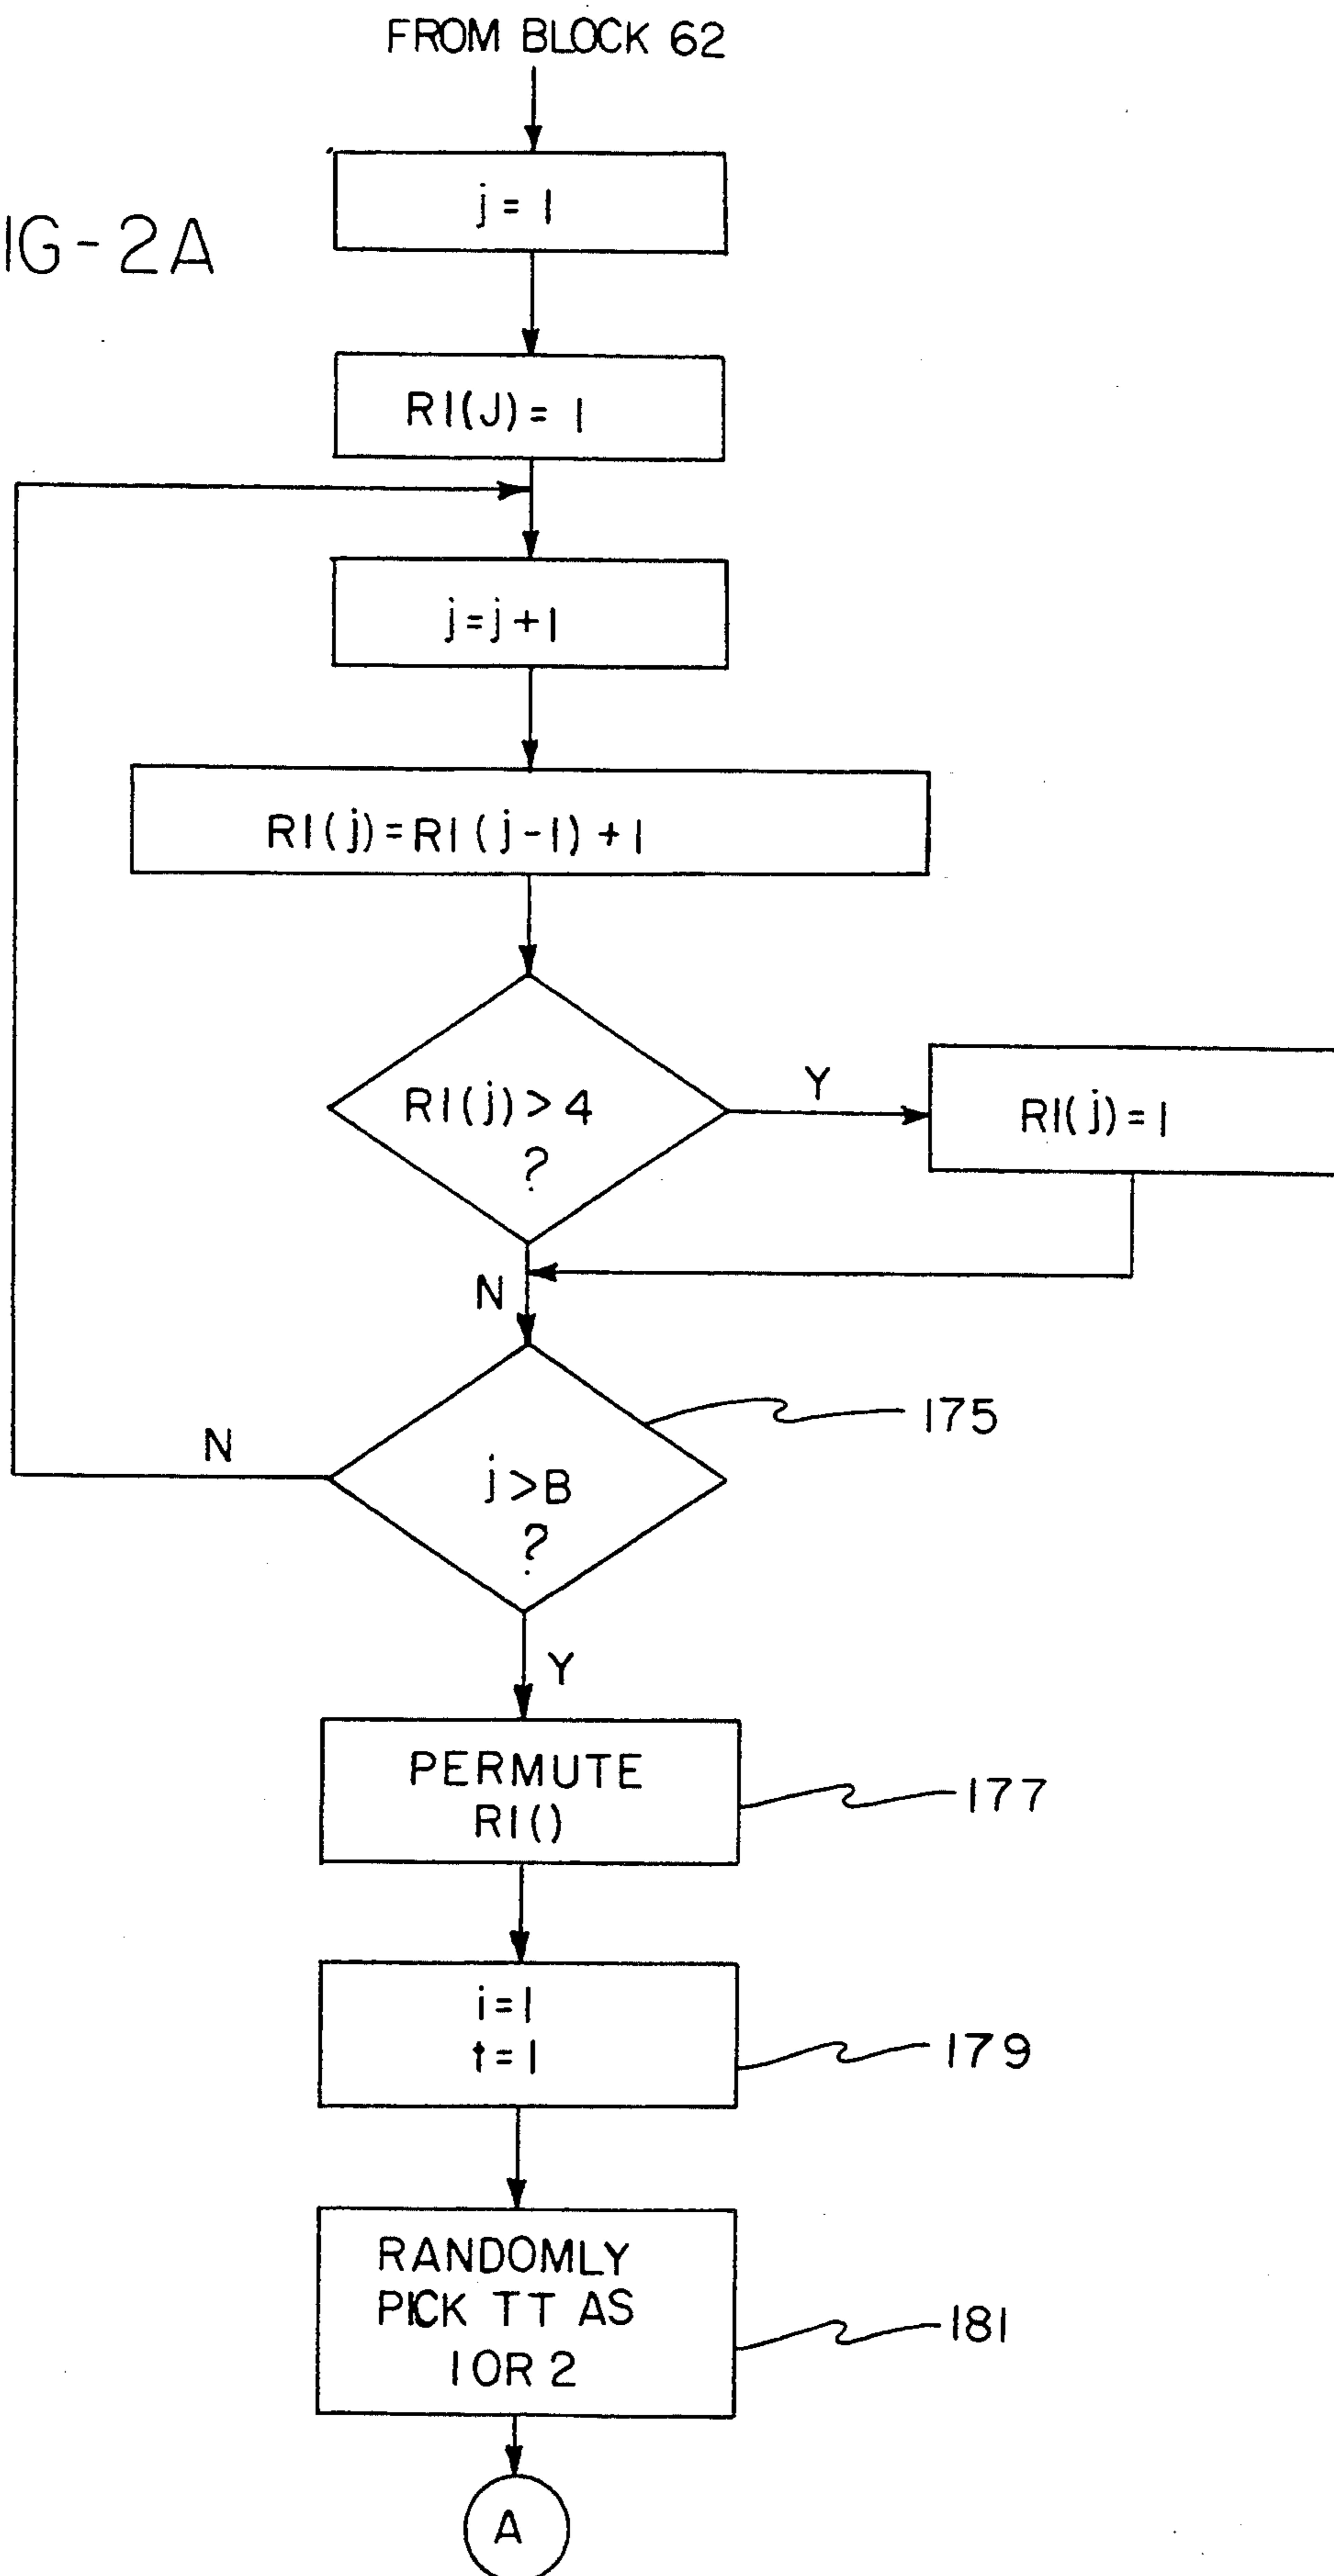 FROM BLOCK 62
j = 1
IG-2A
R1(J) = 1
j=j+1
R1(j)=R1(j-1)+1
R1(j)>4
?
Y
R1(j)=1
N
175
N
j>B
?
Y
PERMUTE
R1()
177
i=1
t=1
179
RANDOMLY
PICK TT AS
1 OR 2
181
A